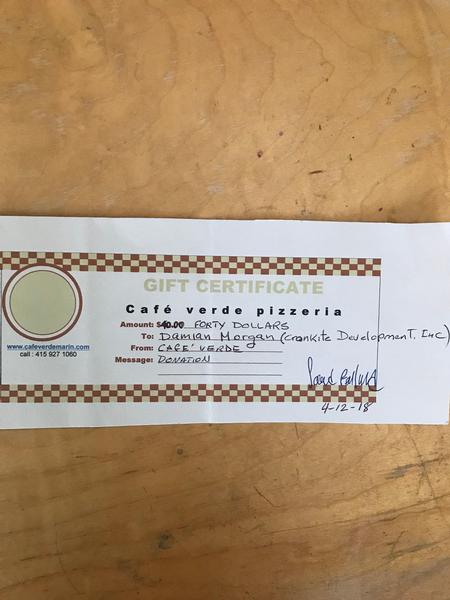 GIFT CERTIFICATE
Café verde pizzeria
Amount: $40.00 FORTY DOLLARS
To: Damian Morgan (Crankite Development. Inc)
From: CAFE' VERDE
Message: DONATION
www.cafeverdemarin.com
call : 415 927 1060
4-12-18